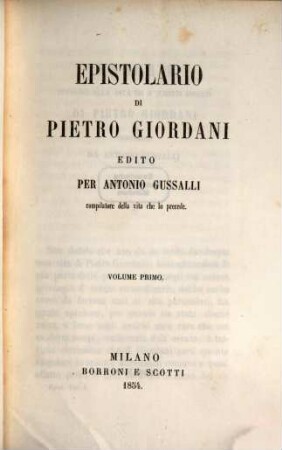 EPISTOLARIO
DI
PIETRO GIORDANI
EDITO
PER ANTONIO GUSSALLI
compilatore della vita che lo precede.
VOLUME PRIMO.
MILANO
BORRONI E SCOTTI
1854.